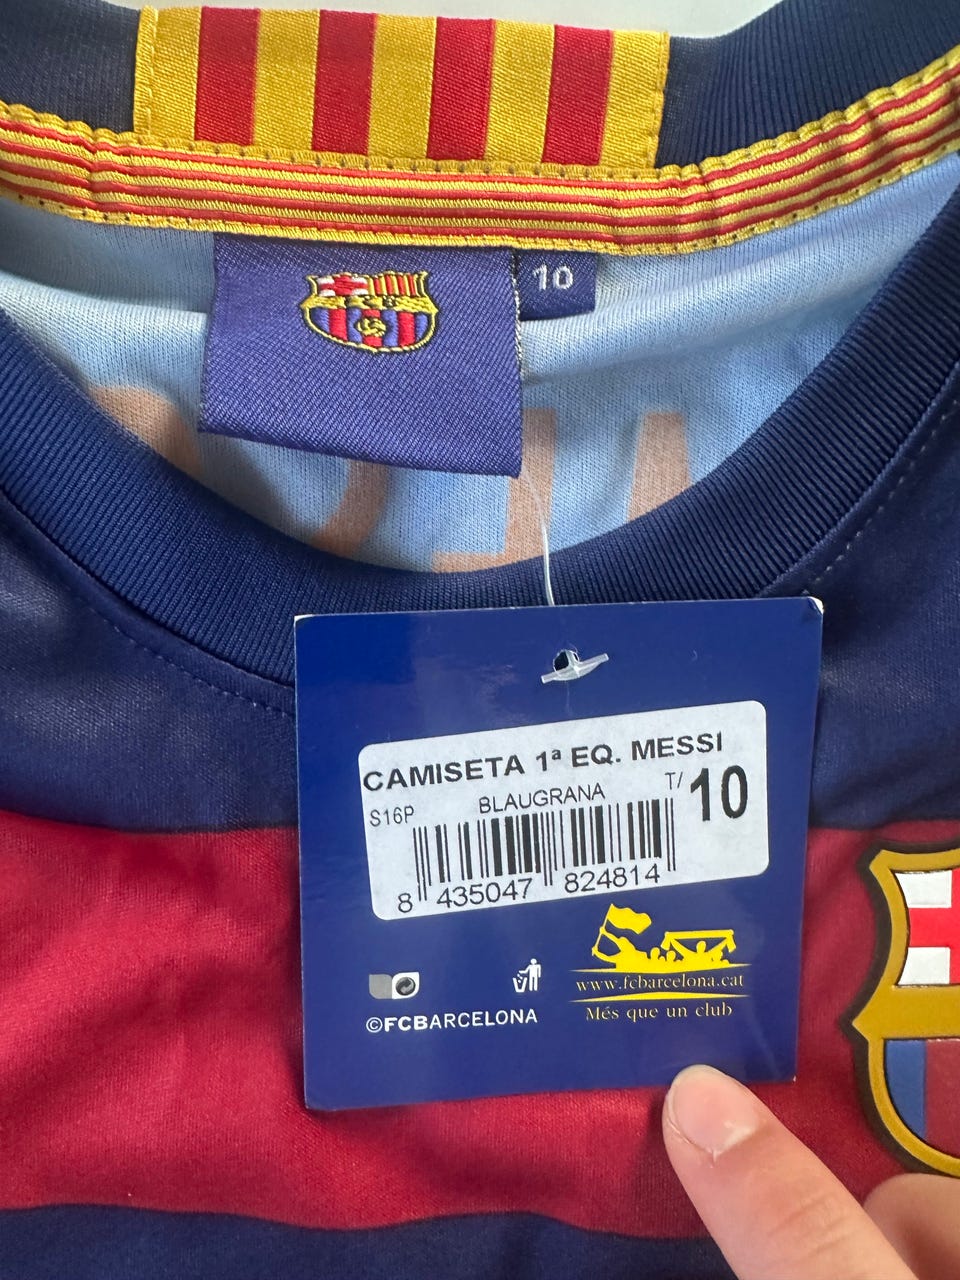 10
CAMISETA 1ª EQ. MESSI
S16P BLAUGRANA T/ 10
8 435047 824814
www.fcbarcelona.cat
Més que un club
©FCBARCELONA